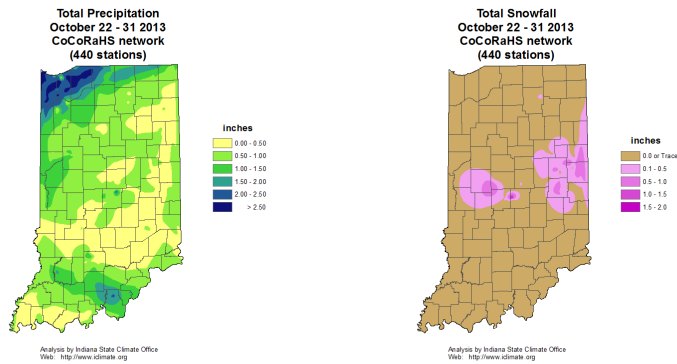 Total Precipitation
October 22 - 31 2013
CoCoRaHS network
(440 stations)
inches
0.00 - 0.50
0.50 - 1.00
1.00 - 1.50
1.50 - 2.00
2.00 - 2.50
> 2.50
Analysis by Indiana State Climate Office
Web: http://www.iclimate.org
Total Snowfall
October 22 - 31 2013
CoCoRaHS network
(440 stations)
inches
0.0 or Trace
0.1 - 0.5
0.5 - 1.0
1.0 - 1.5
1.5 - 2.0
Analysis by Indiana State Climate Office
Web: http://www.iclimate.org